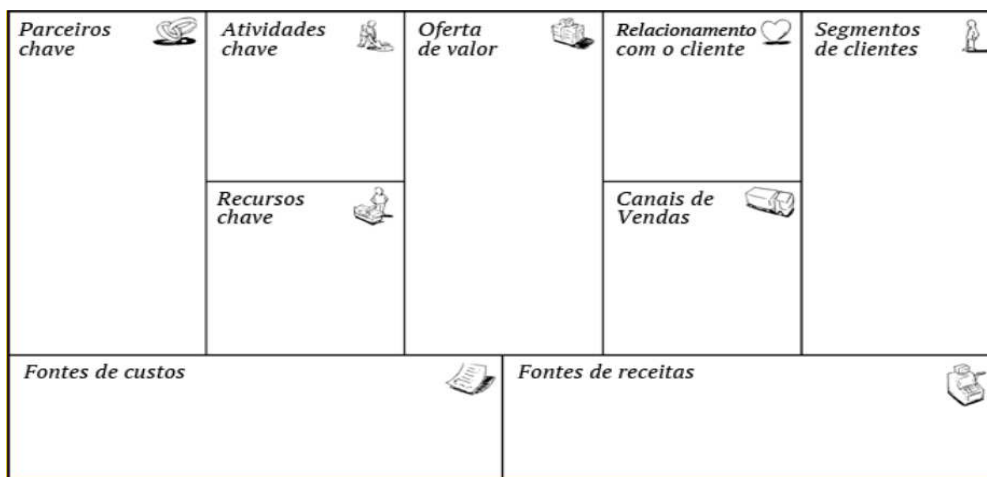 Parceiros
chave
Atividades
chave
Oferta
de valor
Relacionamento
com o cliente
Segmentos
de clientes
Recursos
chave
Canais de
Vendas
Fontes de custos
Fontes de receitas